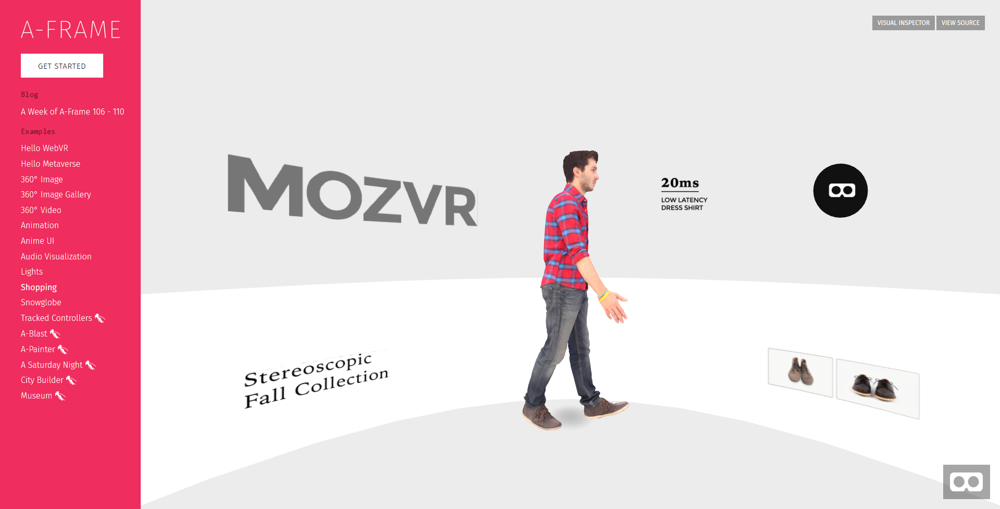 A-FRAME
GET STARTED
Blog
A Week of A-Frame 106 - 110
Examples
Hello WebVR
Hello Metaverse
360° Image
360° Image Gallery
360° Video
Animation
Anime UI
Audio Visualization
Lights
Shopping
Snowglobe
Tracked Controllers
A-Blast
A-Painter
A Saturday Night
City Builder
Museum
VISUAL INSPECTOR
VIEW SOURCE
MOZVR
20ms
LOW LATENCY
DRESS SHIRT
Stereoscopic
Fall Collection